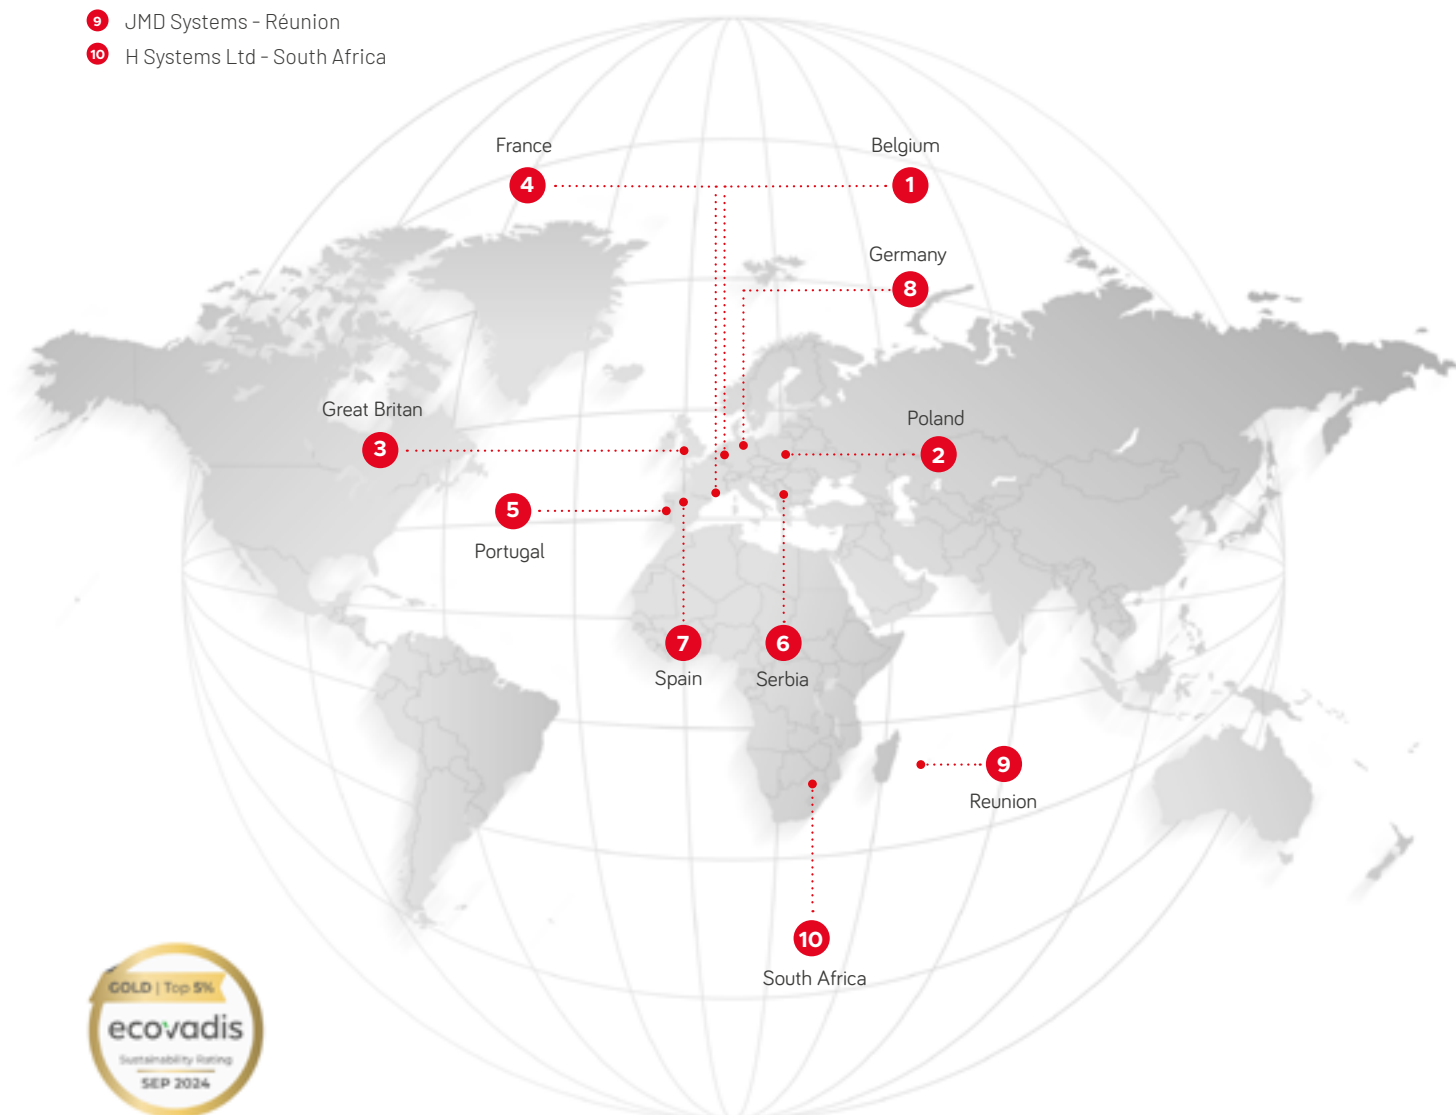 9 JMD Systems - Réunion
10 H Systems Ltd - South Africa
France
Belgium
4
1
Germany
8
Great Britan
Poland
3
2
5
Portugal
7
6
Spain
Serbia
9
Reunion
10
South Africa
GOLD | Top 5%
ecovadis
Sustainability Rating
SEP 2024